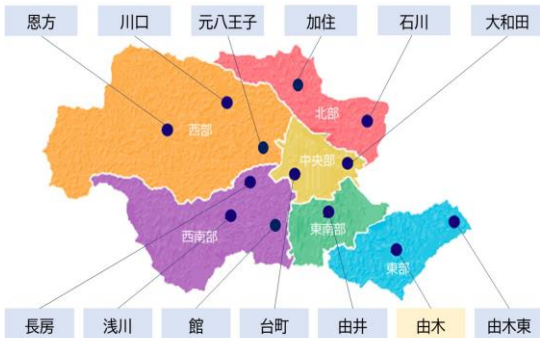 恩方
川口
元八王子
加住
石川
大和田
北部
西部
中央部
西南部
東南部
東部
長房
浅川
館
台町
由井
由木
由木東